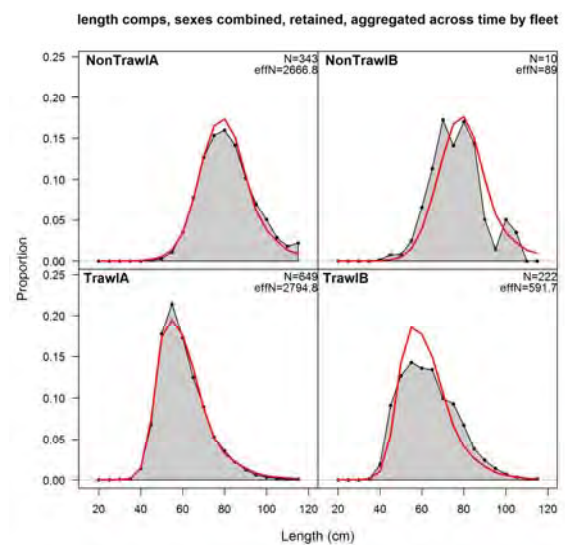 length comps, sexes combined, retained, aggregated across time by fleet
NonTrawlA
N=343
effN=2666.8
NonTrawlB
N=10
effN=89
0.25
0.20
0.15
0.10
0.05
0.00
TrawlA
N=649
effN=2794.8
TrawlB
N=222
effN=591.7
0.25
0.20
0.15
0.10
0.05
0.00
Proportion
20 40 60 80 100 120 20 40 60 80 100 120
Length (cm)